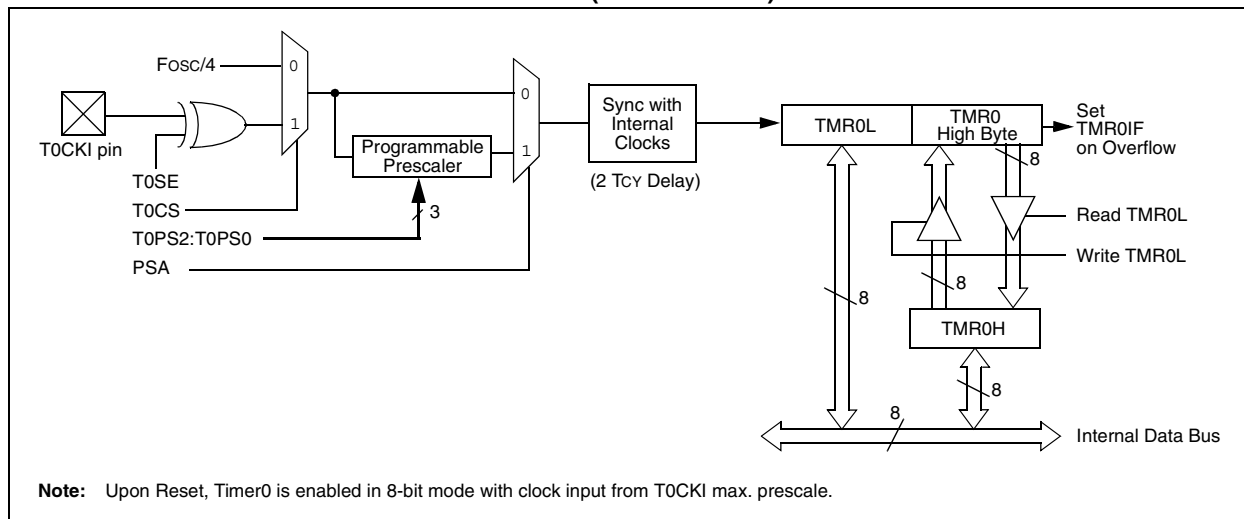 FOSC/4
0
1
T0CKI pin
T0SE
T0CS
T0PS2:T0PS0
PSA
Programmable
Prescaler
3
0
1
Sync with
Internal
Clocks
(2 TCY Delay)
TMR0L
TMR0
High Byte
Set
TMR0IF
on Overflow
8
Read TMR0L
Write TMR0L
8
8
TMR0H
8
8
Internal Data Bus
Note: Upon Reset, Timer0 is enabled in 8-bit mode with clock input from T0CKI max. prescale.